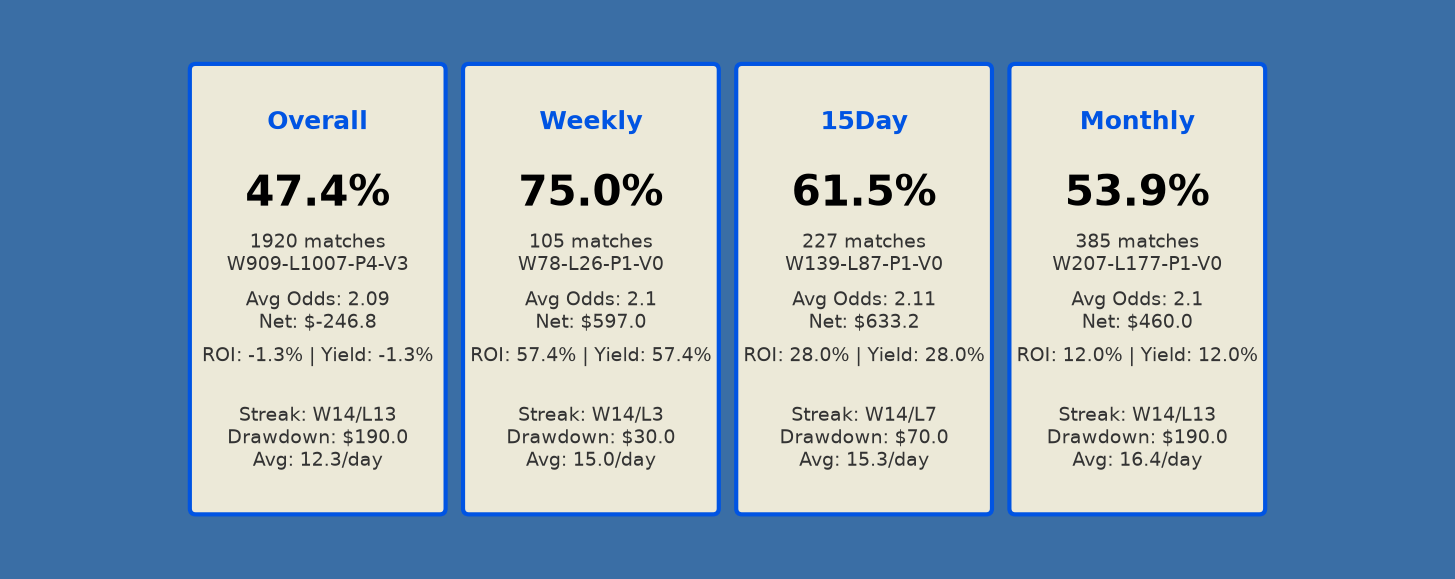 Overall
47.4%
1920 matches
W909-L1007-P4-V3
Avg Odds: 2.09
Net: $-246.8
ROI: -1.3% | Yield: -1.3%
Streak: W14/L13
Drawdown: $190.0
Avg: 12.3/day
Weekly
75.0%
105 matches
W78-L26-P1-V0
Avg Odds: 2.1
Net: $597.0
ROI: 57.4% | Yield: 57.4%
Streak: W14/L3
Drawdown: $30.0
Avg: 15.0/day
15Day
61.5%
227 matches
W139-L87-P1-V0
Avg Odds: 2.11
Net: $633.2
ROI: 28.0% | Yield: 28.0%
Streak: W14/L7
Drawdown: $70.0
Avg: 15.3/day
Monthly
53.9%
385 matches
W207-L177-P1-V0
Avg Odds: 2.1
Net: $460.0
ROI: 12.0% | Yield: 12.0%
Streak: W14/L13
Drawdown: $190.0
Avg: 16.4/day